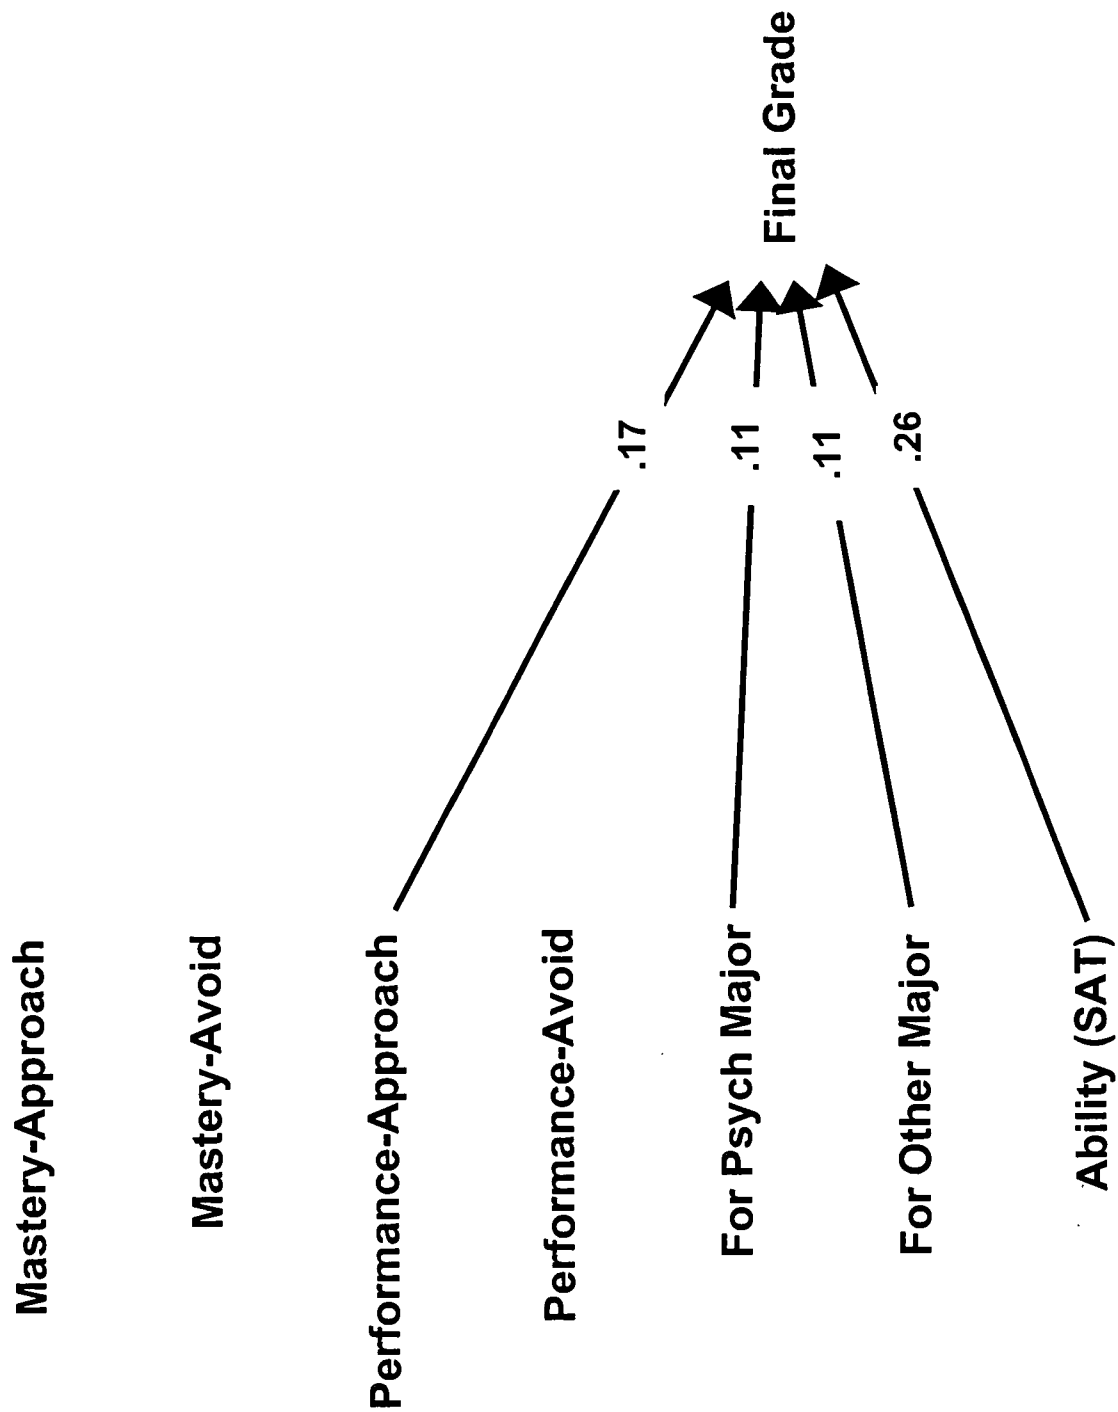 Mastery-Approach
Mastery-Avoid
Performance-Approach
Performance-Avoid
For Psych Major
For Other Major
Ability (SAT)
.17
.11
.11
.26
Final Grade